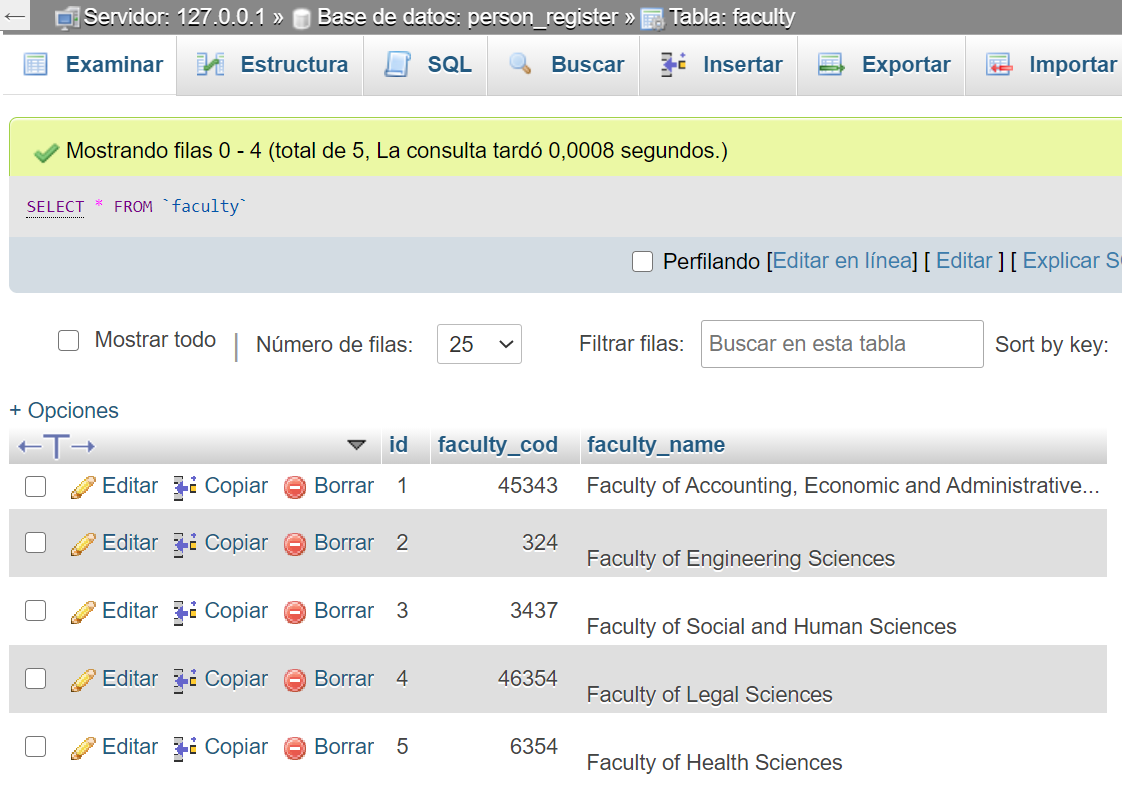 Servidor: 127.0.0.1 » Base de datos: person_register » Tabla: faculty
Examinar Estructura SQL Buscar Insertar Exportar Importar
Mostrando filas 0 - 4 (total de 5, La consulta tardó 0,0008 segundos.)
SELECT * FROM `faculty`
Perfilando [Editar en línea] [ Editar ] [ Explicar
Mostrar todo | Número de filas: 25 Filtrar filas: Buscar en esta tabla Sort by key:
+ Opciones
←T→ id faculty_cod faculty_name
Editar Copiar Borrar 1 45343 Faculty of Accounting, Economic and Administrative...
Editar Copiar Borrar 2 324 Faculty of Engineering Sciences
Editar Copiar Borrar 3 3437 Faculty of Social and Human Sciences
Editar Copiar Borrar 4 46354 Faculty of Legal Sciences
Editar Copiar Borrar 5 6354 Faculty of Health Sciences